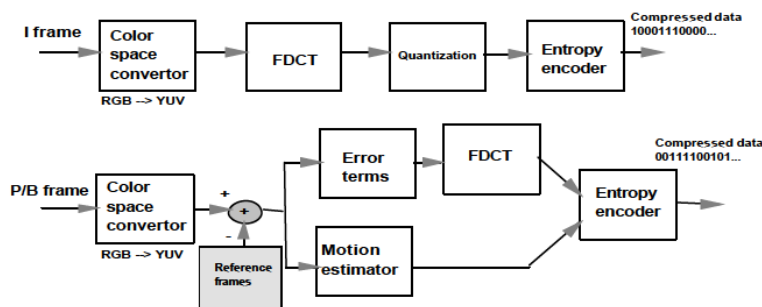 I frame
Color
space
convertor
RGB --> YUV
FDCT
Quantization
Entropy
encoder
Compressed data
10001110000...
P/B frame
Color
space
convertor
RGB --> YUV
+
+
-
Reference
frames
Error
terms
FDCT
Motion
estimator
Entropy
encoder
Compressed data
00111100101...